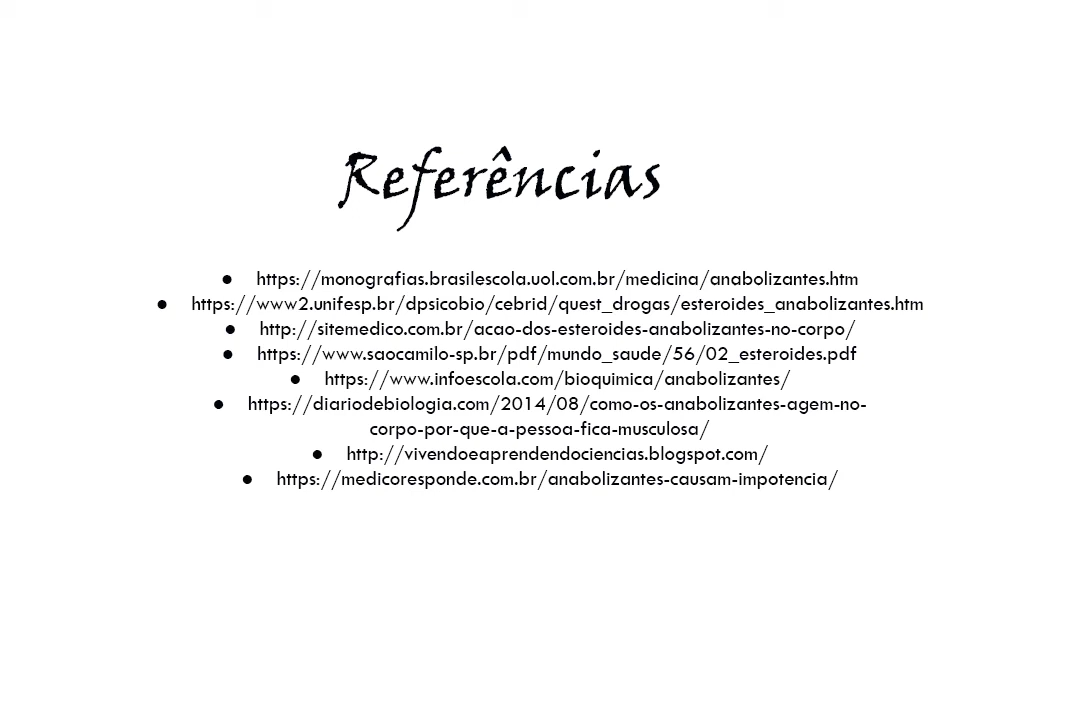 Referências
• https://monografias.brasilescola.uol.com.br/medicina/anabolizantes.htm
• https://www2.unifesp.br/dpsicobio/cebrid/quest_drogas/esteroides_anabolizantes.htm
• http://sitemedico.com.br/acao-dos-esteroides-anabolizantes-no-corpo/
• https://www.saocamilo-sp.br/pdf/mundo_saude/56/02_esteroides.pdf
• https://www.infoescola.com/bioquimica/anabolizantes/
• https://diariodebiologia.com/2014/08/como-os-anabolizantes-agem-no-
corpo-por-que-a-pessoa-fica-musculosa/
• http://vivendoeaprendendociencias.blogspot.com/
• https://medicoresponde.com.br/anabolizantes-causam-impotencia/